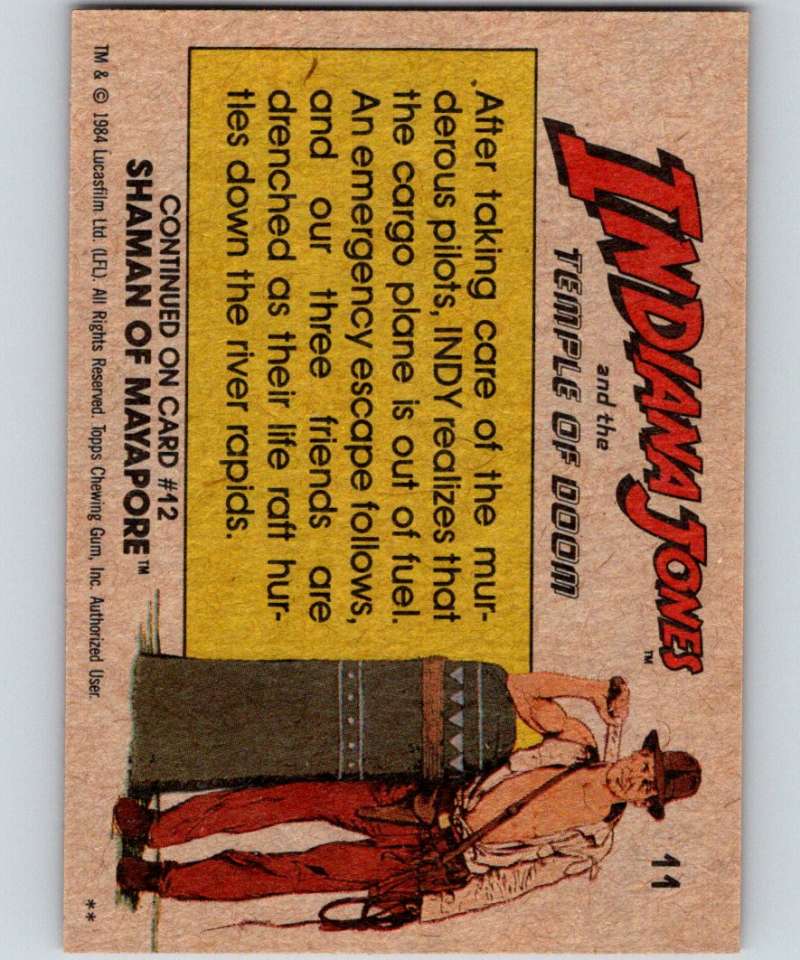 INDIANA JONES™
and the
TEMPLE OF DOOM
11
After taking care of the mur-
derous pilots, INDY realizes that
the cargo plane is out of fuel.
An emergency escape follows,
and our three friends are
drenched as their life raft hur-
tles down the river rapids.
CONTINUED ON CARD #12
SHAMAN OF MAYAPORE™
TM & © 1984 Lucasfilm Ltd. (LFL). All Rights Reserved. Topps Chewing Gum, Inc. Authorized User.
**